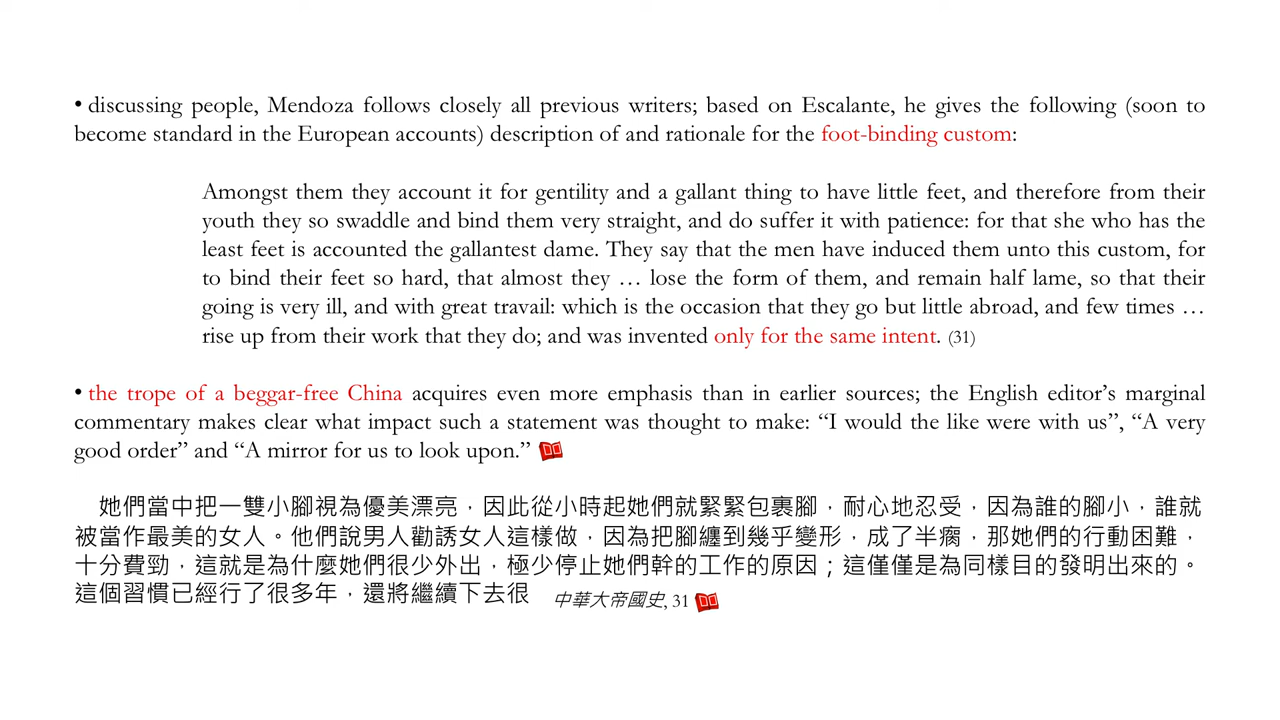 • discussing people, Mendoza follows closely all previous writers; based on Escalante, he gives the following (soon to
become standard in the European accounts) description of and rationale for the foot-binding custom:
Amongst them they account it for gentility and a gallant thing to have little feet, and therefore from their
youth they so swaddle and bind them very straight, and do suffer it with patience: for that she who has the
least feet is accounted the gallantest dame. They say that the men have induced them unto this custom, for
to bind their feet so hard, that almost they … lose the form of them, and remain half lame, so that their
going is very ill, and with great travail: which is the occasion that they go but little abroad, and few times …
rise up from their work that they do; and was invented only for the same intent. (31)
• the trope of a beggar-free China acquires even more emphasis than in earlier sources; the English editor’s marginal
commentary makes clear what impact such a statement was thought to make: “I would the like were with us”, “A very
good order” and “A mirror for us to look upon.”
她們當中把一雙小腳視為優美漂亮，因此從小時起她們就緊緊包裹腳，耐心地忍受，因為誰的腳小，誰就
被當作最美的女人。他們說男人勸誘女人這樣做，因為把腳纏到幾乎變形，成了半瘸，那她們的行動困難，
十分費勁，這就是為什麼她們很少外出，極少停止她們幹的工作的原因；這僅僅是為同樣目的發明出來的。
這個習慣已經行了很多年，還將繼續下去很 中華大帝國史, 31